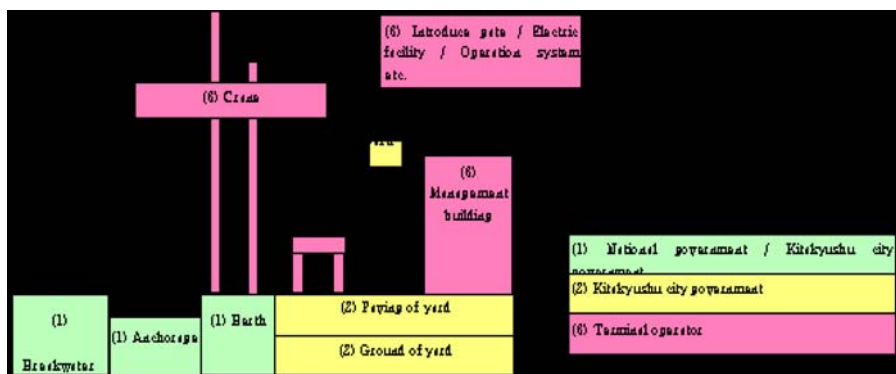 (6) Introduce gate / Electric
facility / Operation system
etc.
(6) Crane
(6)
Management
building
(1) National government / Kitakyushu city
government
(2) Kitakyushu city government
(6) Terminal operator
(1)
Breakwater
(1) Anchorage
(1) Berth
(2) Paving of yard
(2) Ground of yard